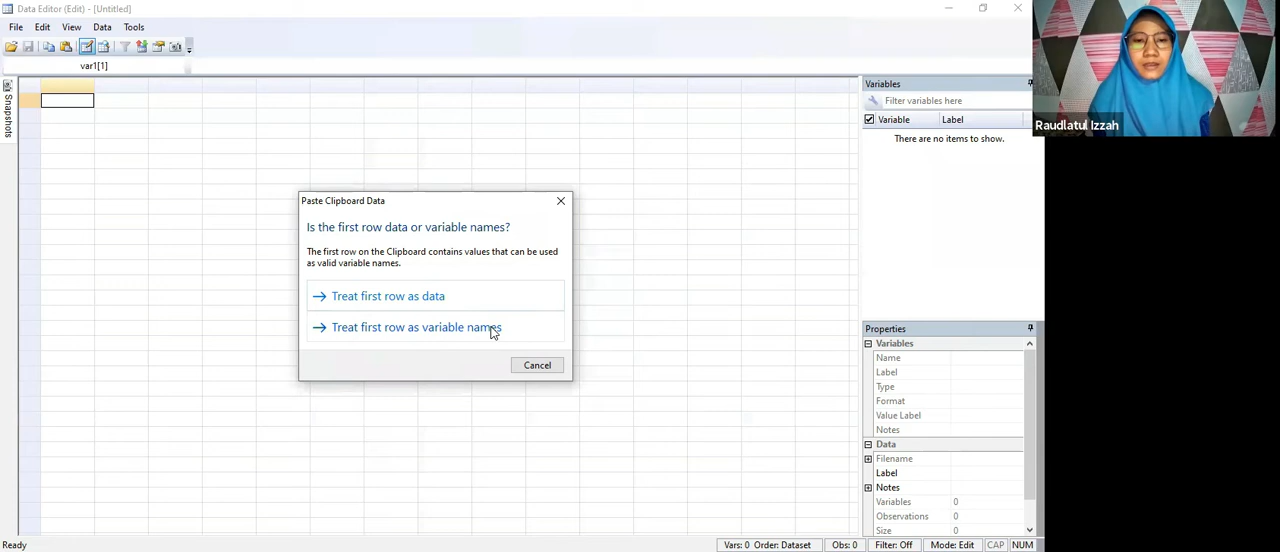 Data Editor (Edit) - [Untitled]
File Edit View Data Tools
var1[1]
Snapshots
Variables
Filter variables here
Variable Label
There are no items to show.
Raudlatul Izzah
Paste Clipboard Data
Is the first row data or variable names?
The first row on the Clipboard contains values that can be used
as valid variable names.
Treat first row as data
Treat first row as variable names
Cancel
Properties
Variables
Name
Label
Type
Format
Value Label
Notes
Data
Filename
Label
Notes
Variables 0
Observations 0
Size 0
Ready
Vars: 0 Order: Dataset
Obs: 0
Filter: Off
Mode: Edit
CAP
NUM